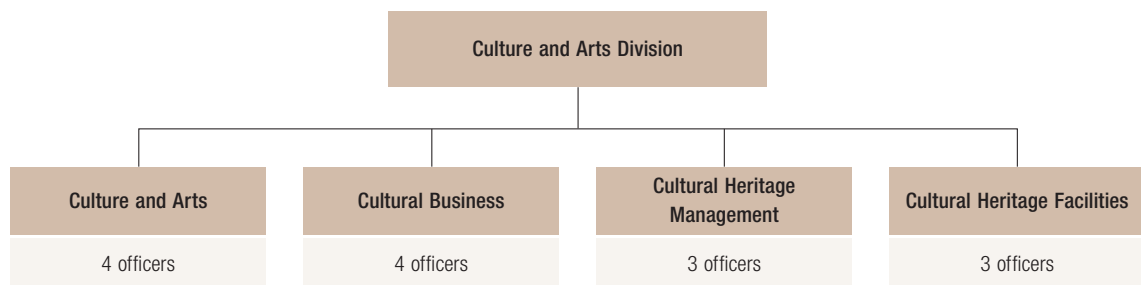 Culture and Arts Division
Culture and Arts
Cultural Business
Cultural Heritage
Management
Cultural Heritage Facilities
4 officers
4 officers
3 officers
3 officers